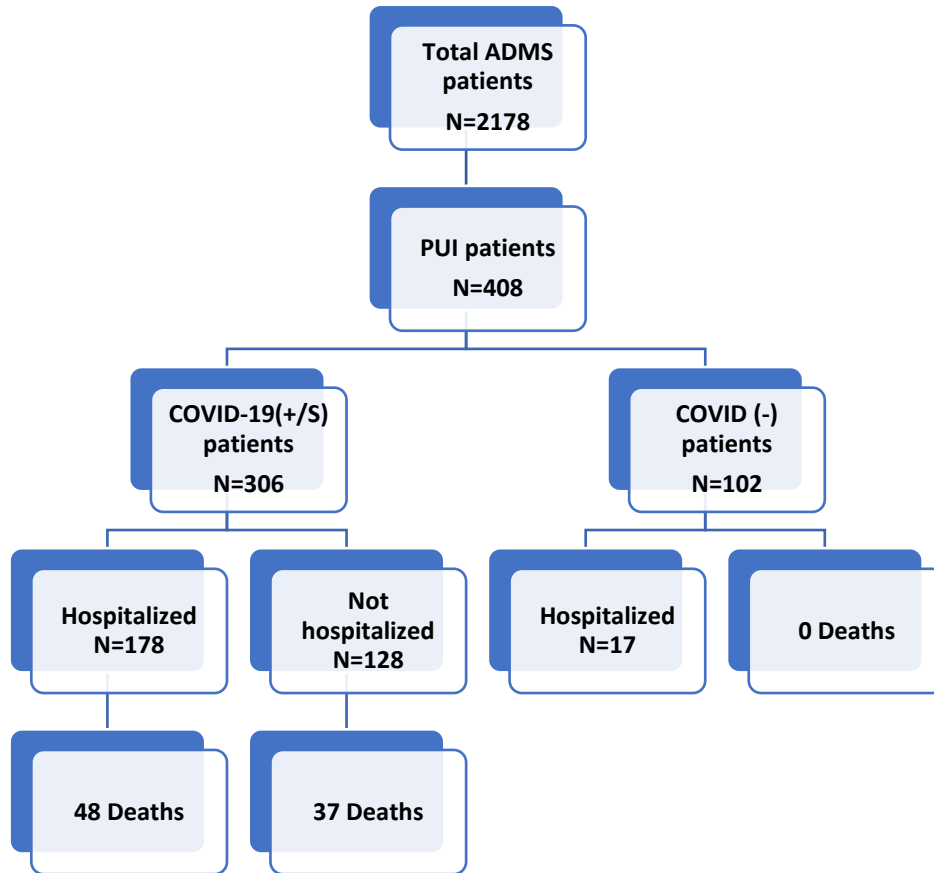 Total ADMS
patients
N=2178
PUI patients
N=408
COVID-19(+/S)
patients
N=306
COVID (-)
patients
N=102
Hospitalized
N=178
Not
hospitalized
N=128
Hospitalized
N=17
0 Deaths
48 Deaths
37 Deaths